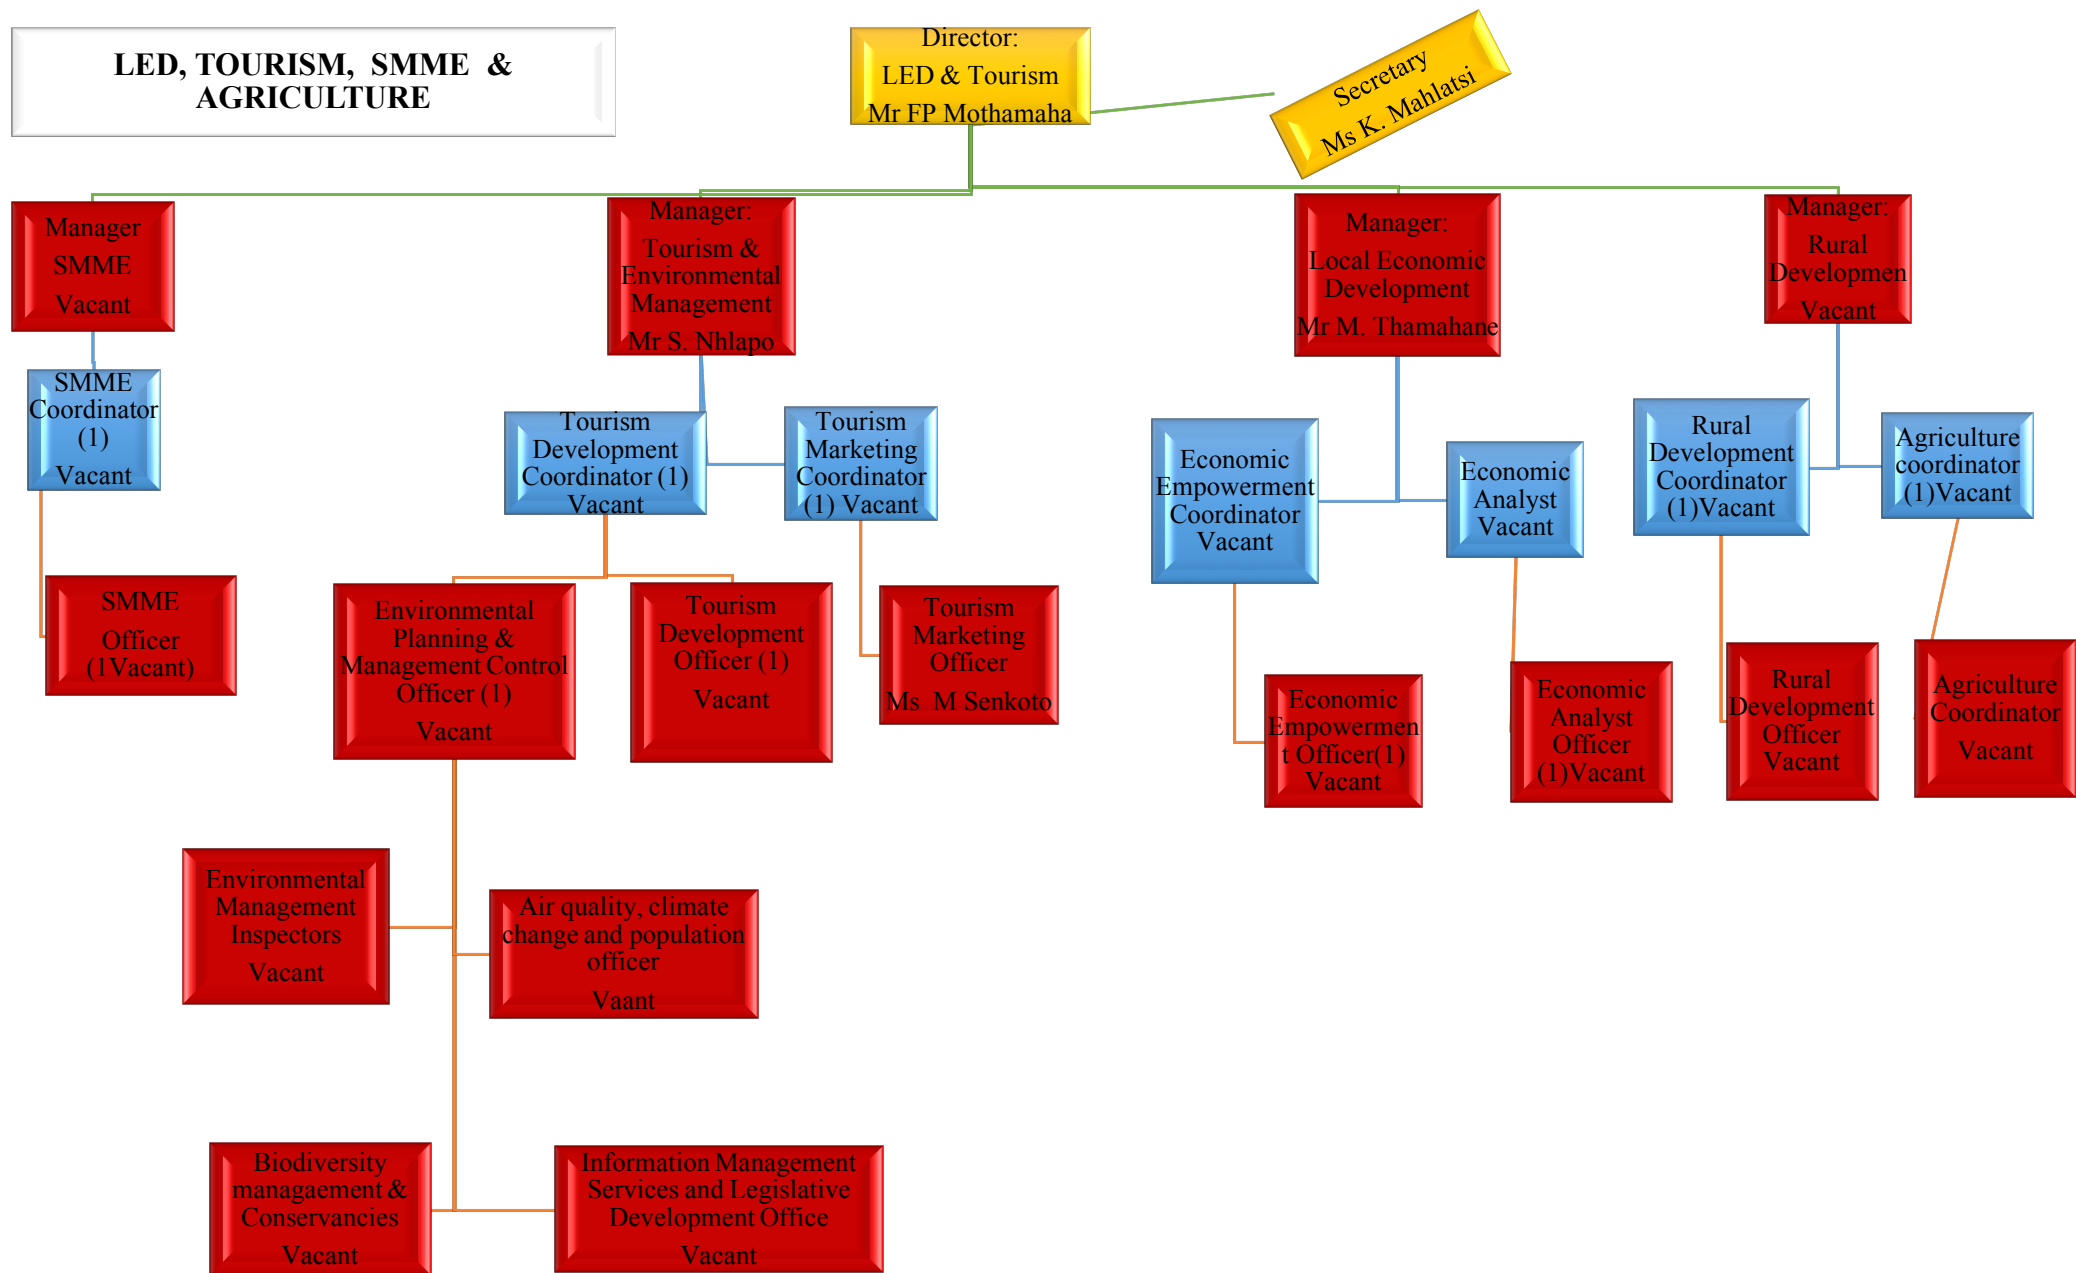 LED, TOURISM, SMME &
AGRICULTURE
Director:
LED & Tourism
Mr FP Mothamaha
Secretary
Ms K. Mahlatsi
Manager
SMME
Vacant
Manager:
Tourism &
Environmental
Management
Mr S. Nhlapo
Manager:
Local Economic
Development
Mr M. Thamahane
Manager:
Rural
Developmen
Vacant
SMME
Coordinator
(1)
Vacant
Tourism
Development
Coordinator (1)
Vacant
Tourism
Marketing
Coordinator
(1) Vacant
Economic
Empowerment
Coordinator
Vacant
Economic
Analyst
Vacant
Rural
Development
Coordinator
(1)Vacant
Agriculture
coordinator
(1)Vacant
SMME
Officer
(1Vacant)
Environmental
Planning &
Management Control
Officer (1)
Vacant
Tourism
Development
Officer (1)
Vacant
Tourism
Marketing
Officer
Ms M Senkoto
Economic
Empowermen
t Officer(1)
Vacant
Economic
Analyst
Officer
(1)Vacant
Rural
Development
Officer
Vacant
Agriculture
Coordinator
Vacant
Environmental
Management
Inspectors
Vacant
Air quality, climate
change and population
officer
Vaant
Biodiversity
managaement &
Conservancies
Vacant
Information Management
Services and Legislative
Development Office
Vacant